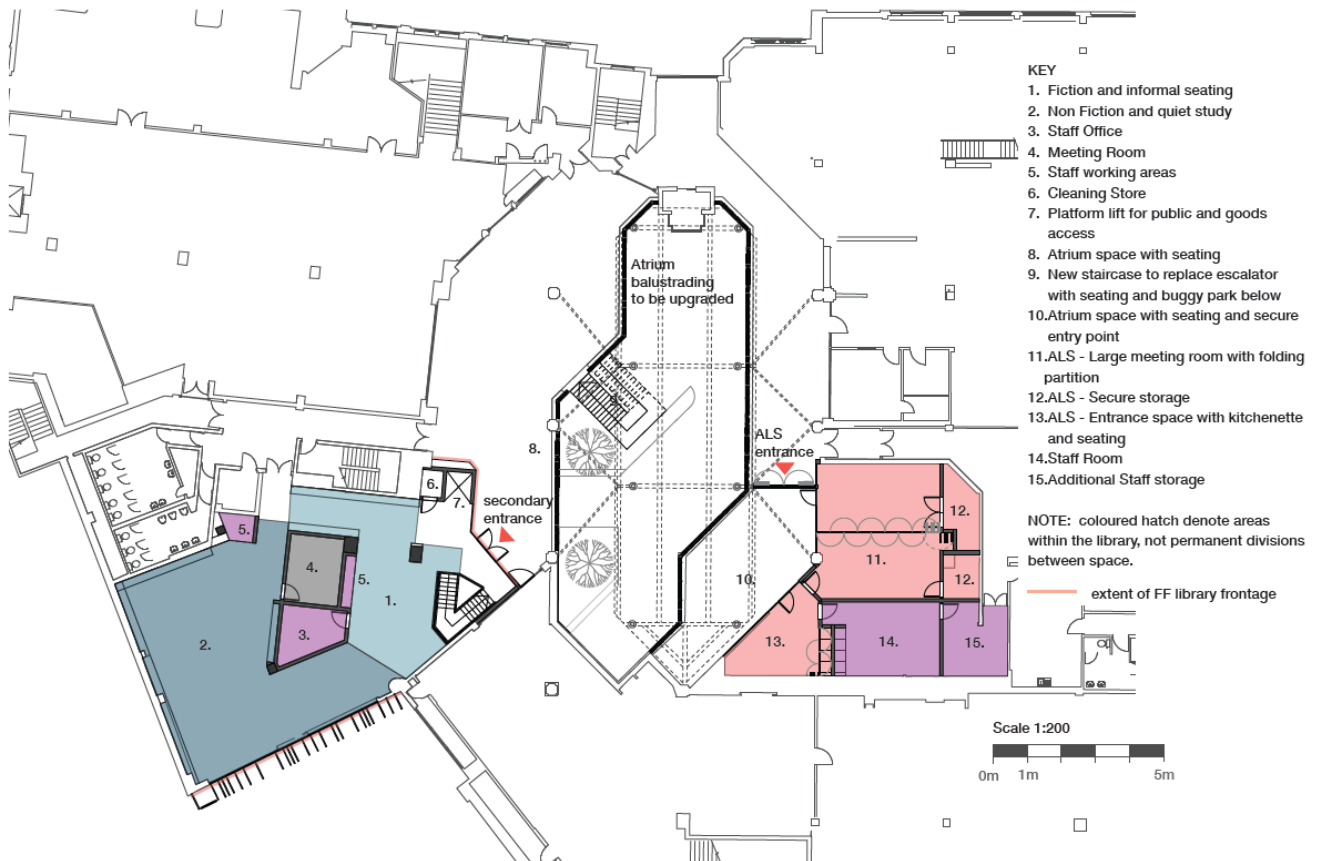 KEY
1. Fiction and informal seating
2. Non Fiction and quiet study
3. Staff Office
4. Meeting Room
5. Staff working areas
6. Cleaning Store
7. Platform lift for public and goods
access
8. Atrium space with seating
9. New staircase to replace escalator
with seating and buggy park below
10.Atrium space with seating and secure
entry point
11.ALS - Large meeting room with folding
partition
12.ALS - Secure storage
13.ALS - Entrance space with kitchenette
and seating
14.Staff Room
15.Additional Staff storage
NOTE: coloured hatch denote areas
within the library, not permanent divisions
between space.
extent of FF library frontage
Scale 1:200
0m 1m 5m
Atrium
balustrading
to be upgraded
9.
8.
ALS
entrance
secondary
entrance
6.
7.
5.
4.
5.
1.
3.
2.
10.
12.
11.
12.
13.
14.
15.